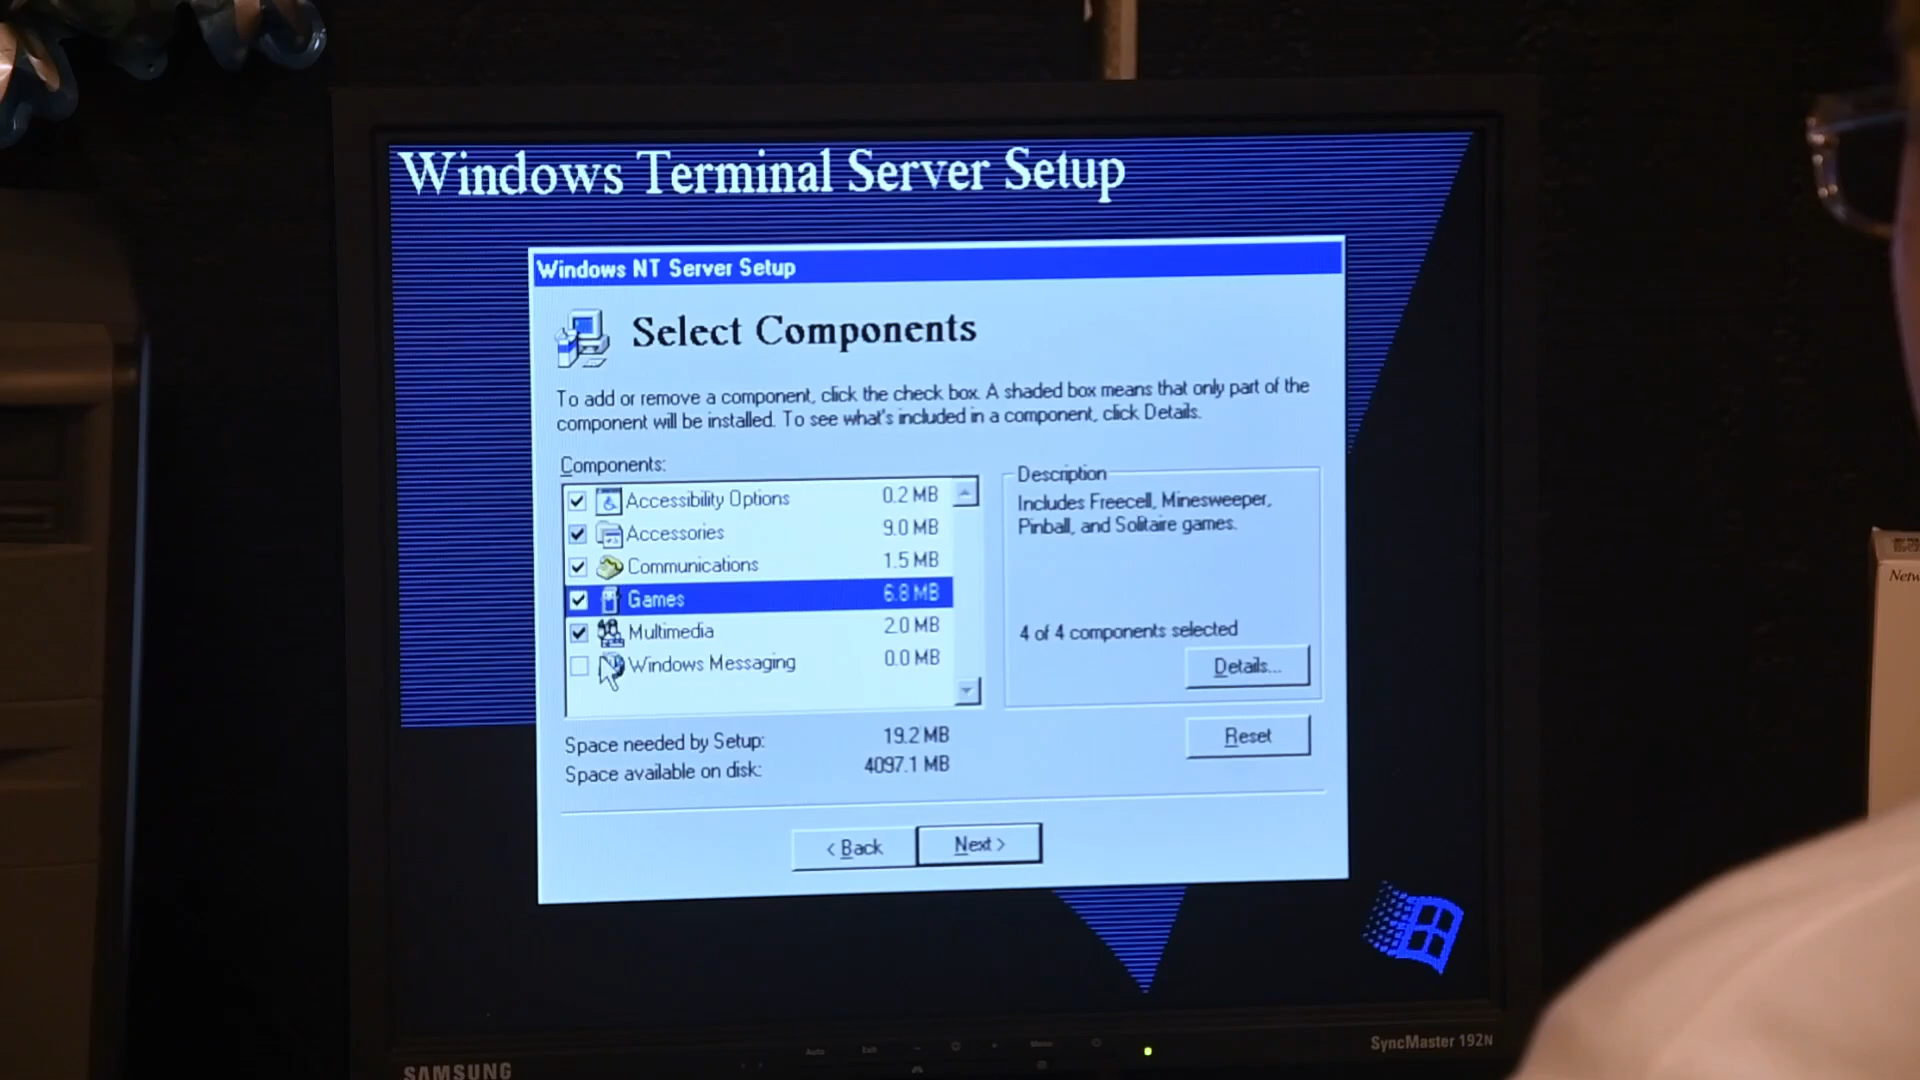 Windows Terminal Server Setup
Windows NT Server Setup
Select Components
To add or remove a component, click the check box. A shaded box means that only part of the
component will be installed. To see what's included in a component, click Details.
Components:
Accessibility Options 0.2 MB
Accessories 9.0 MB
Communications 1.5 MB
Games 6.8 MB
Multimedia 2.0 MB
Windows Messaging 0.0 MB
Description
Includes Freecell, Minesweeper,
Pinball, and Solitaire games.
4 of 4 components selected
Details...
Space needed by Setup: 19.2 MB
Space available on disk: 4097.1 MB
Reset
< Back
Next >
Auto
Exit
Menu
SAMSUNG
SyncMaster 192N